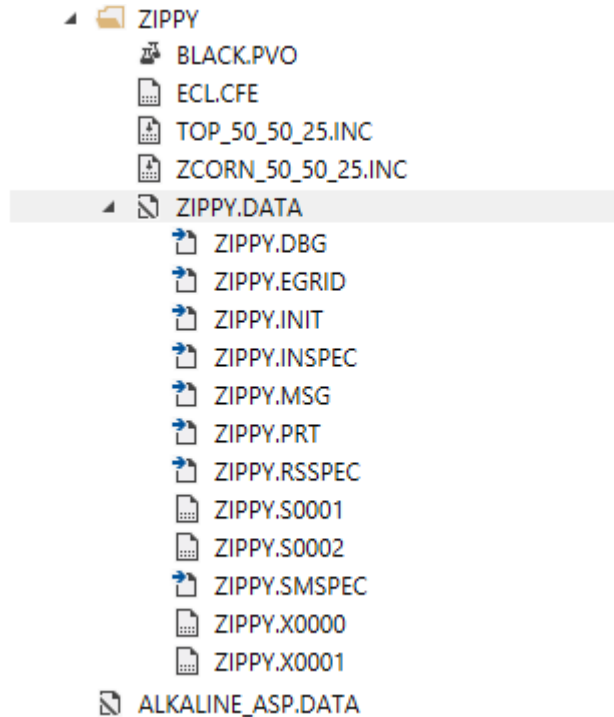 ZIPPY
BLACK.PVO
ECL.CFE
TOP_50_50_25.INC
ZCORN_50_50_25.INC
ZIPPY.DATA
ZIPPY.DBG
ZIPPY.EGRID
ZIPPY.INIT
ZIPPY.INSPEC
ZIPPY.MSG
ZIPPY.PRT
ZIPPY.RSSPEC
ZIPPY.S0001
ZIPPY.S0002
ZIPPY.SMSPEC
ZIPPY.X0000
ZIPPY.X0001
ALKALINE_ASP.DATA